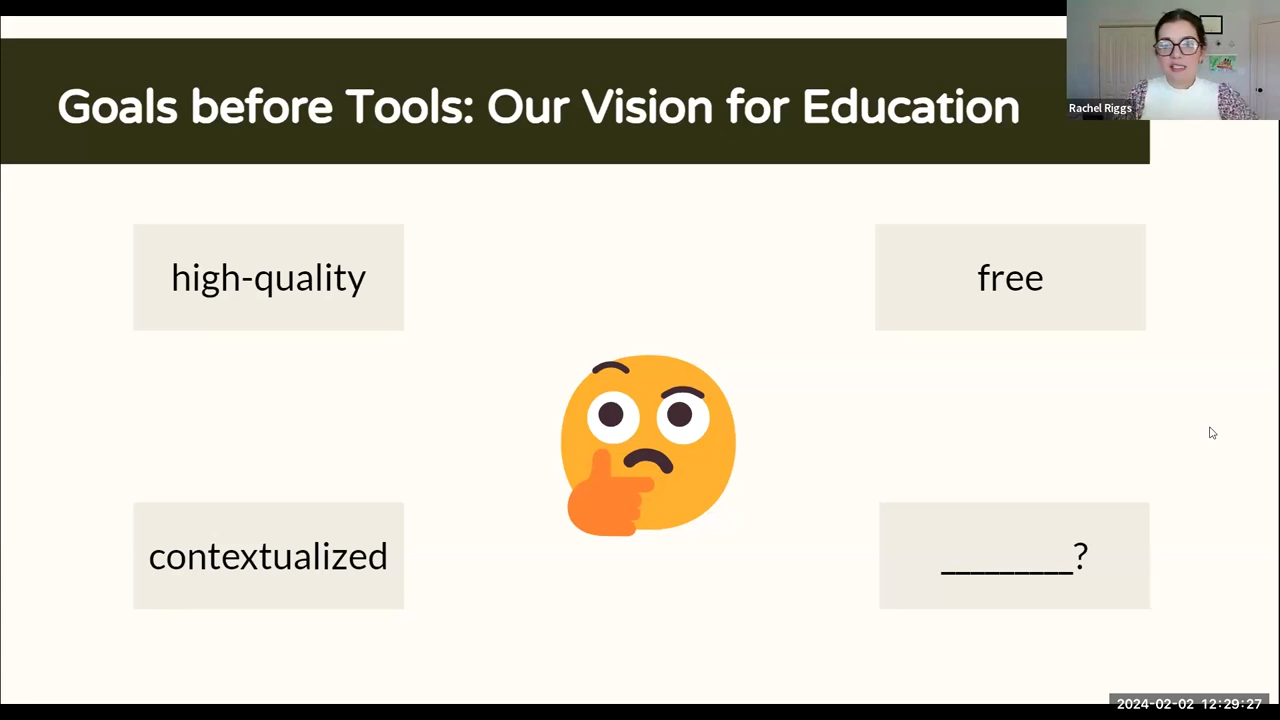 Goals before Tools: Our Vision for Education
Rachel Riggs
high-quality
free
contextualized
_________?
2024-02-02 12:29:27